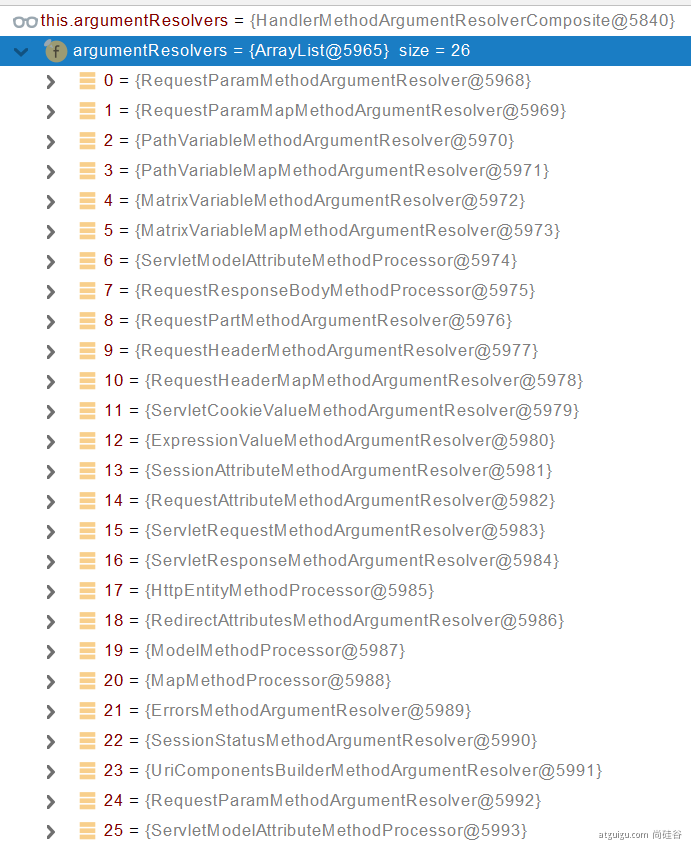 this.argumentResolvers = {HandlerMethodArgumentResolverComposite@5840}
f argumentResolvers = {ArrayList@5965} size = 26
0 = {RequestParamMethodArgumentResolver@5968}
1 = {RequestParamMapMethodArgumentResolver@5969}
2 = {PathVariableMethodArgumentResolver@5970}
3 = {PathVariableMapMethodArgumentResolver@5971}
4 = {MatrixVariableMethodArgumentResolver@5972}
5 = {MatrixVariableMapMethodArgumentResolver@5973}
6 = {ServletModelAttributeMethodProcessor@5974}
7 = {RequestResponseBodyMethodProcessor@5975}
8 = {RequestPartMethodArgumentResolver@5976}
9 = {RequestHeaderMethodArgumentResolver@5977}
10 = {RequestHeaderMapMethodArgumentResolver@5978}
11 = {ServletCookieValueMethodArgumentResolver@5979}
12 = {ExpressionValueMethodArgumentResolver@5980}
13 = {SessionAttributeMethodArgumentResolver@5981}
14 = {RequestAttributeMethodArgumentResolver@5982}
15 = {ServletRequestMethodArgumentResolver@5983}
16 = {ServletResponseMethodArgumentResolver@5984}
17 = {HttpEntityMethodProcessor@5985}
18 = {RedirectAttributesMethodArgumentResolver@5986}
19 = {ModelMethodProcessor@5987}
20 = {MapMethodProcessor@5988}
21 = {ErrorsMethodArgumentResolver@5989}
22 = {SessionStatusMethodArgumentResolver@5990}
23 = {UriComponentsBuilderMethodArgumentResolver@5991}
24 = {RequestParamMethodArgumentResolver@5992}
25 = {ServletModelAttributeMethodProcessor@5993}
atguigu.com 尚硅谷